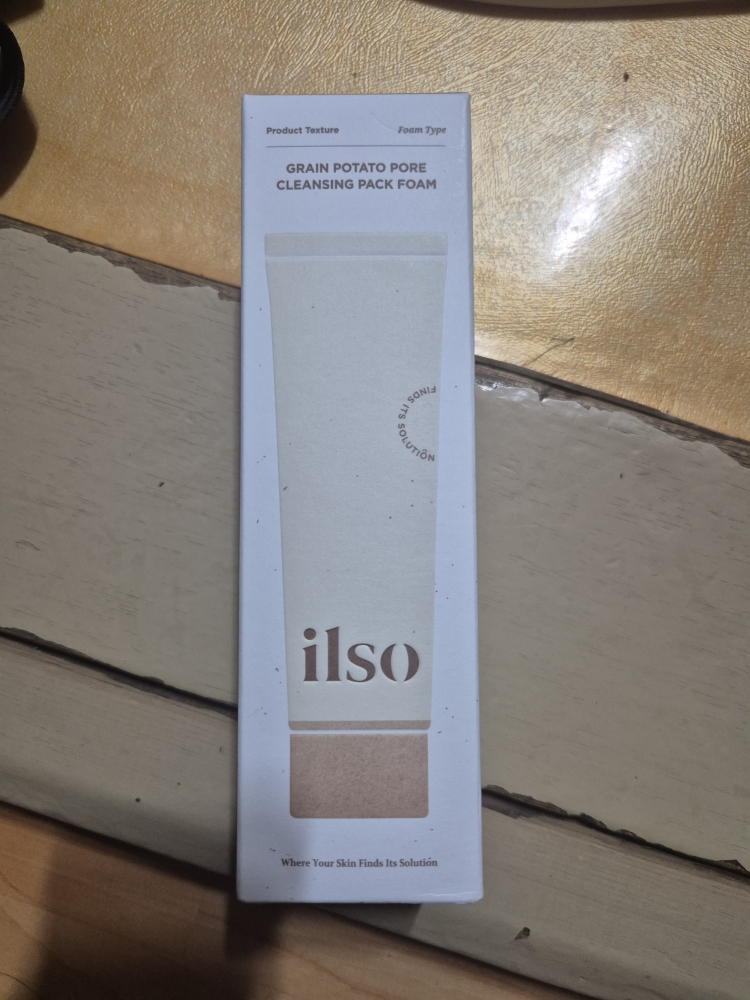 Product Texture Foam Type
GRAIN POTATO PORE
CLEANSING PACK FOAM
FINDS ITS SOLUTION
ilso
Where Your Skin Finds Its Solution